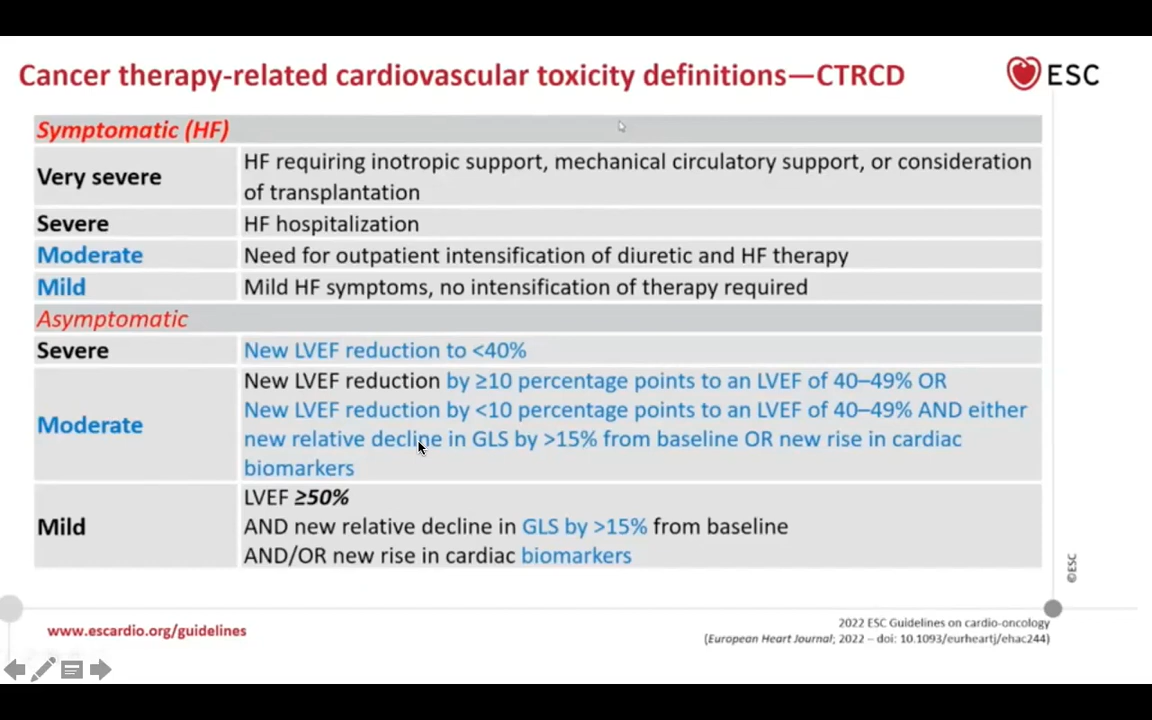 Cancer therapy-related cardiovascular toxicity definitions—CTRCD
ESC
Symptomatic (HF)
Very severe
HF requiring inotropic support, mechanical circulatory support, or consideration
of transplantation
Severe
HF hospitalization
Moderate
Need for outpatient intensification of diuretic and HF therapy
Mild
Mild HF symptoms, no intensification of therapy required
Asymptomatic
Severe
New LVEF reduction to <40%
Moderate
New LVEF reduction by ≥10 percentage points to an LVEF of 40–49% OR
New LVEF reduction by <10 percentage points to an LVEF of 40–49% AND either
new relative decline in GLS by >15% from baseline OR new rise in cardiac
biomarkers
Mild
LVEF ≥50%
AND new relative decline in GLS by >15% from baseline
AND/OR new rise in cardiac biomarkers
©ESC
www.escardio.org/guidelines
2022 ESC Guidelines on cardio-oncology
(European Heart Journal; 2022 – doi: 10.1093/eurheartj/ehac244)